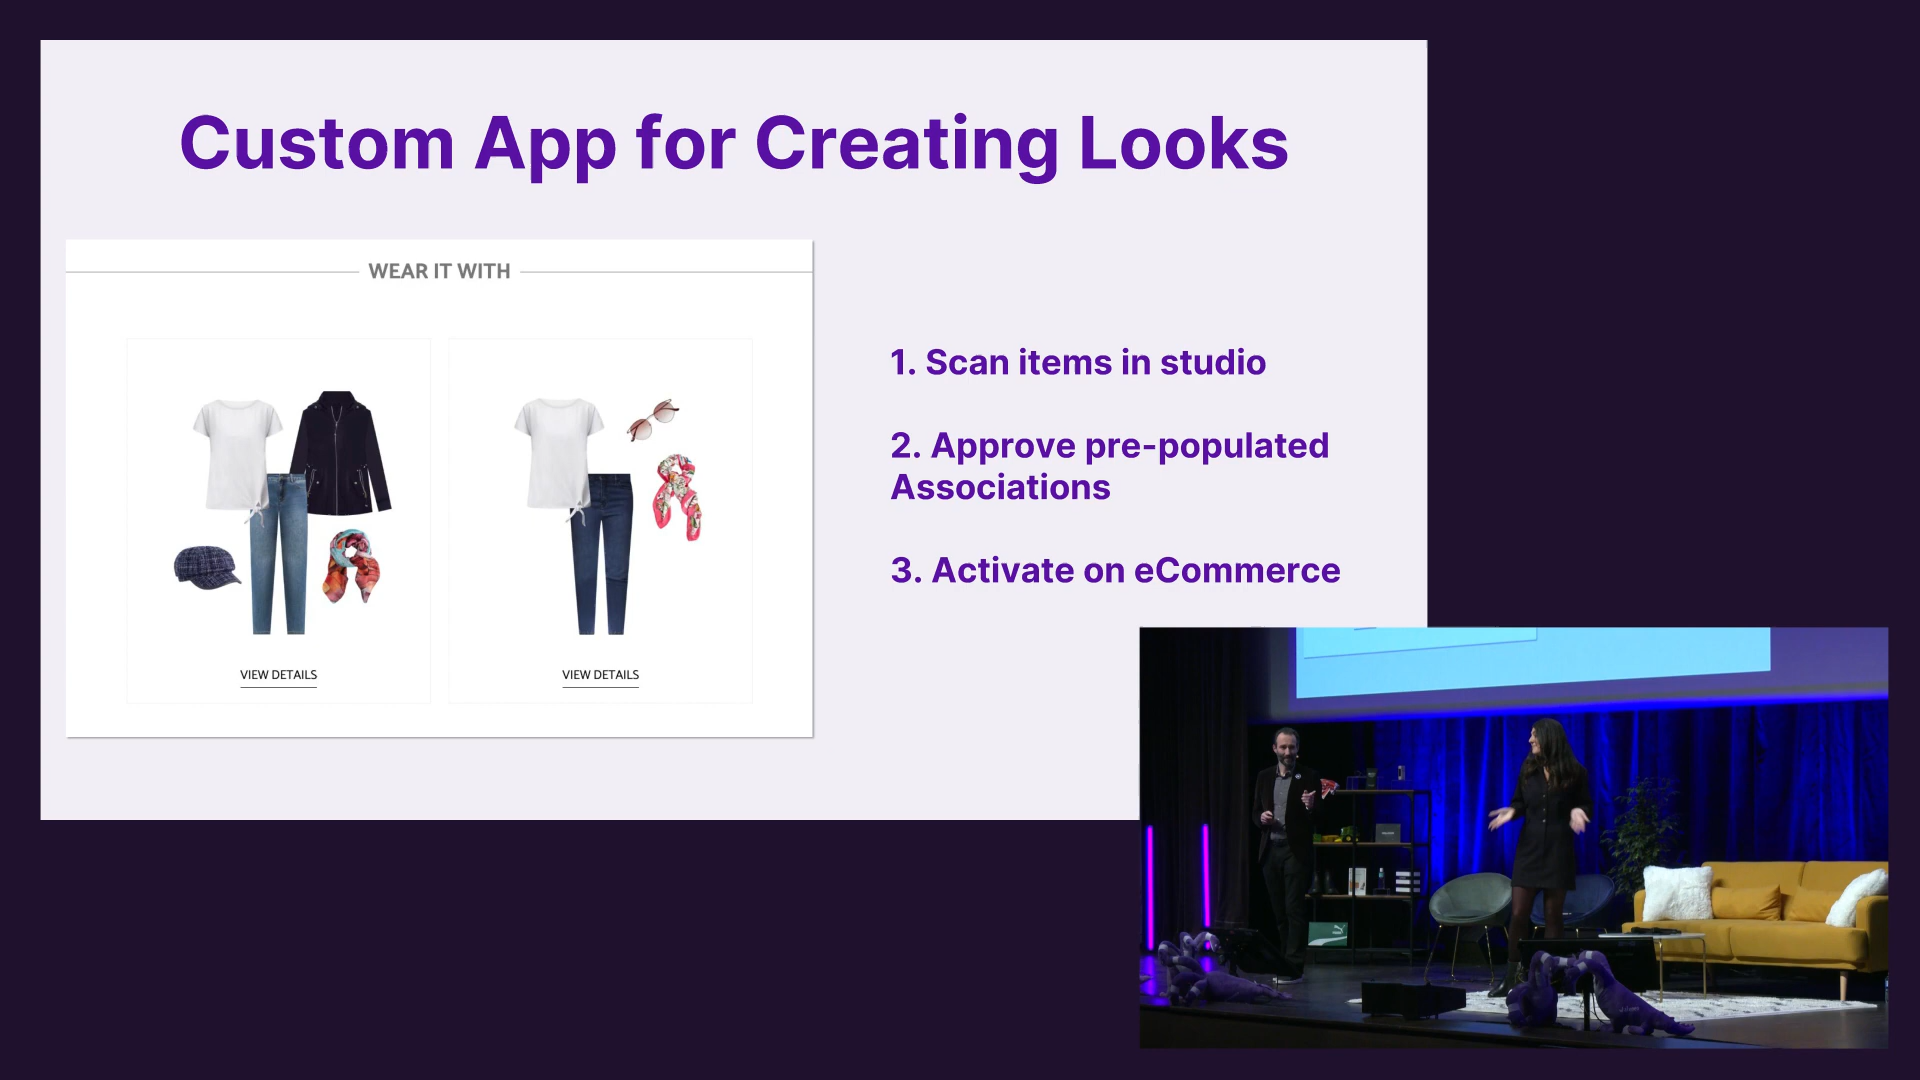 Custom App for Creating Looks
WEAR IT WITH
VIEW DETAILS
VIEW DETAILS
1. Scan items in studio
2. Approve pre-populated
Associations
3. Activate on eCommerce